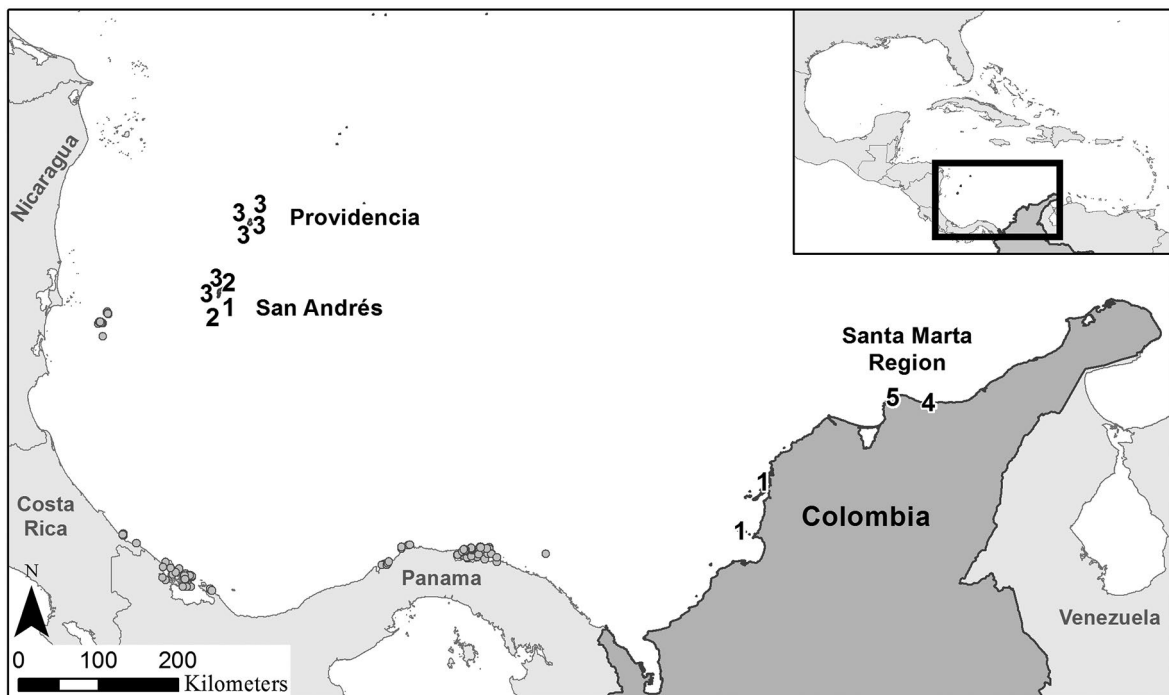 Nicaragua
3
3
3
3
Providencia
3
2
3
1
2
San Andrés
Santa Marta
Region
5
4
1
1
Colombia
Costa
Rica
Panama
Venezuela
N
0 100 200
Kilometers